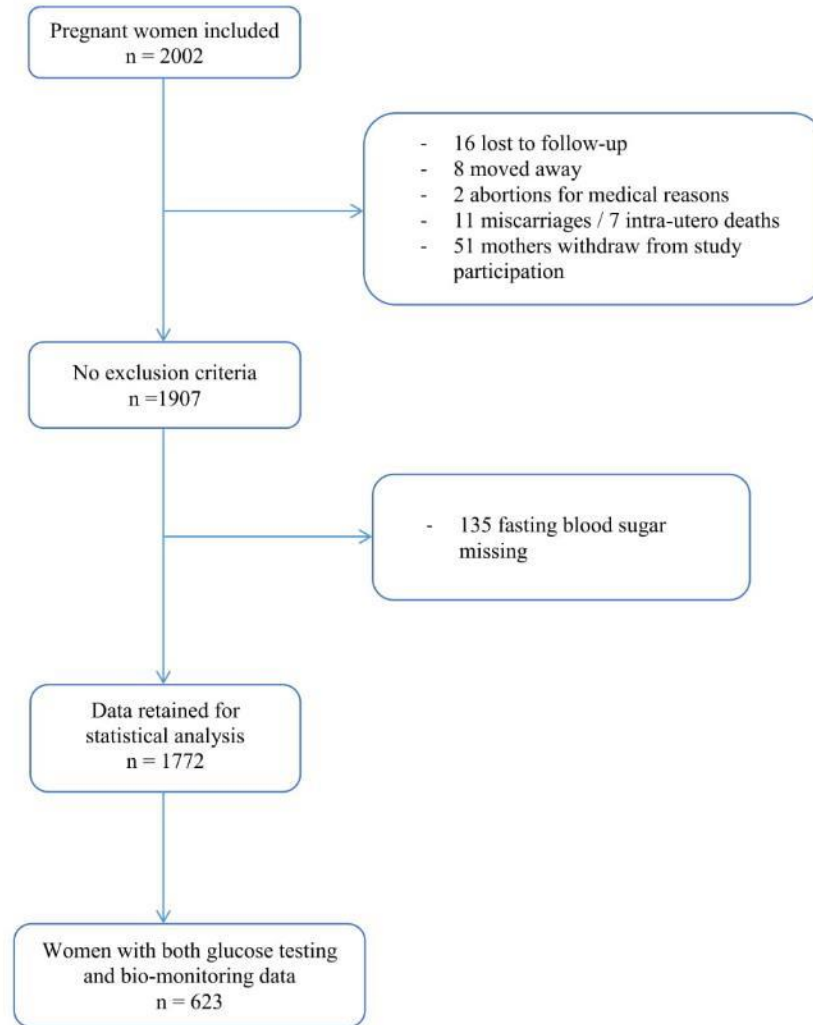 Pregnant women included
n = 2002
- 16 lost to follow-up
- 8 moved away
- 2 abortions for medical reasons
- 11 miscarriages / 7 intra-utero deaths
- 51 mothers withdraw from study
participation
No exclusion criteria
n =1907
- 135 fasting blood sugar
missing
Data retained for
statistical analysis
n = 1772
Women with both glucose testing
and bio-monitoring data
n = 623